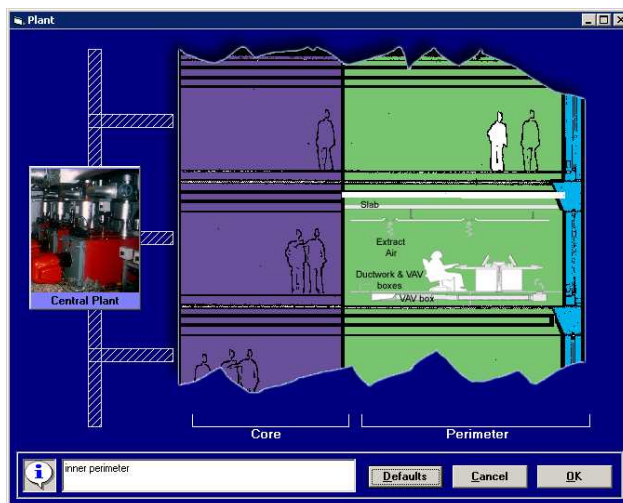 Plant
Slab
Extract
Air
Ductwork & VAV
boxes
VAV box
Central Plant
Core
Perimeter
inner perimeter
Defaults
Cancel
OK